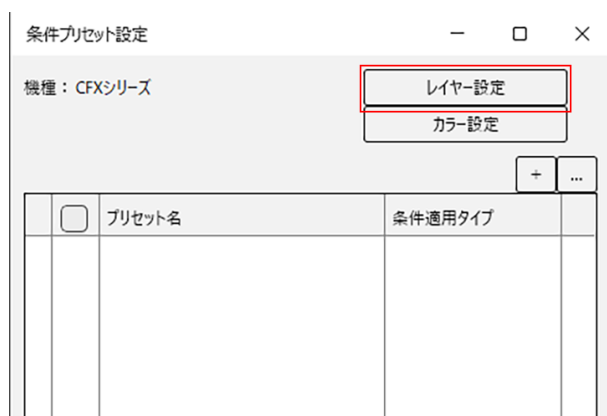 条件プリセット設定
機種：CFXシリーズ
レイヤー設定
カラー設定
+ ...
プリセット名 条件適用タイプ